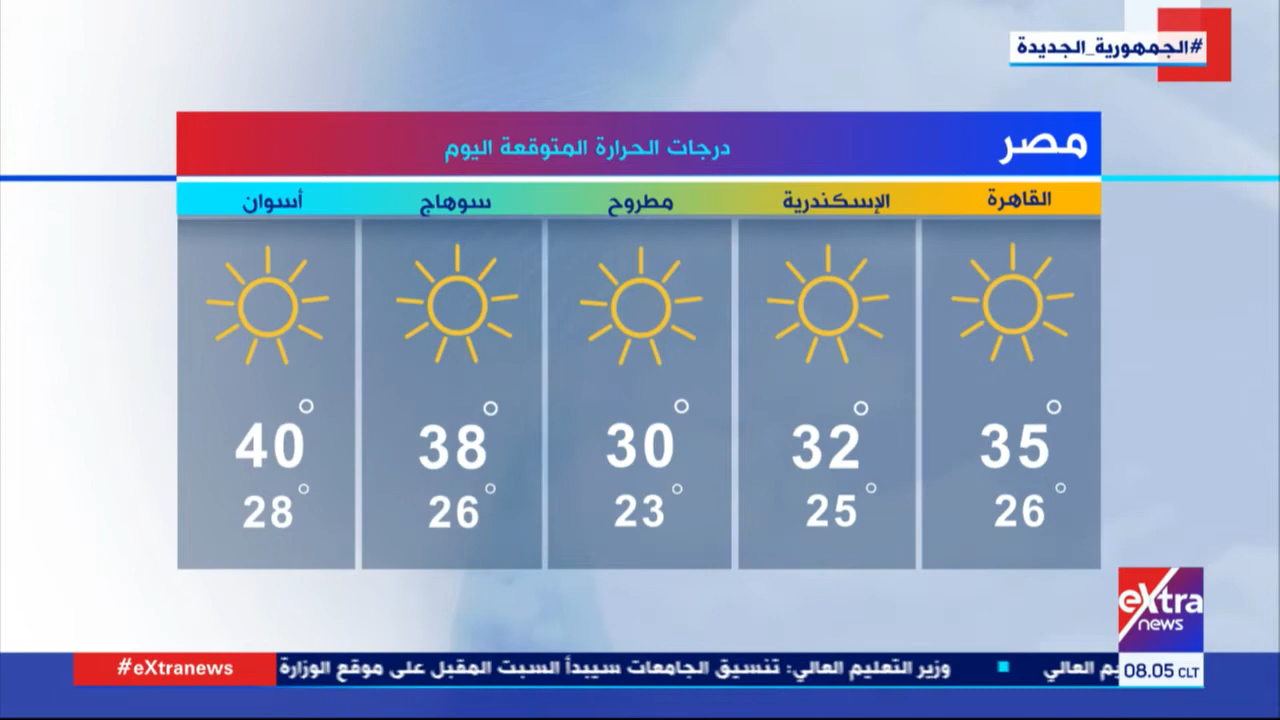 #الجمهورية_الجديدة
مصر
درجات الحرارة المتوقعة اليوم
القاهرة
الإسكندرية
مطروح
سوهاج
أسوان
35°
32°
30°
38°
40°
26°
25°
23°
26°
28°
eXtra
news
العالي
وزير التعليم العالي: تنسيق الجامعات سيبدأ السبت المقبل على موقع الوزارة
#eXtranews
08.05 CLT